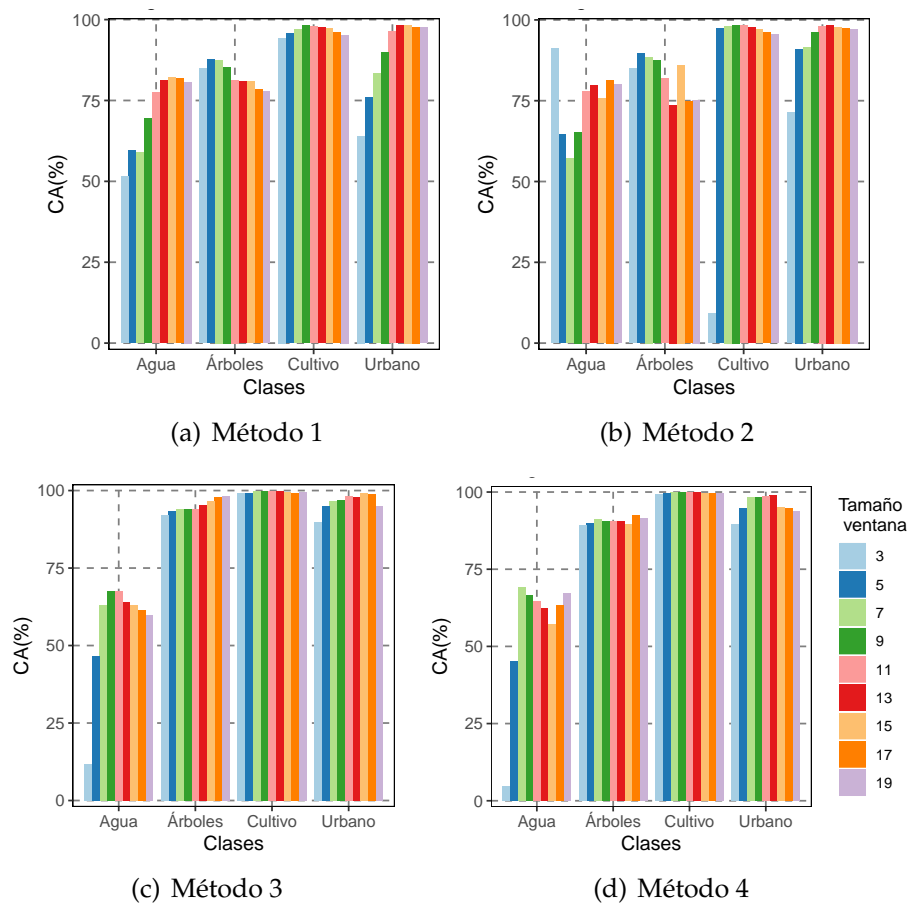 100
75
50
25
0
CA(%)
Agua
Árboles
Cultivo
Urbano
Clases
(a) Método 1
100
75
50
25
0
CA(%)
Agua
Árboles
Cultivo
Urbano
Clases
(b) Método 2
100
75
50
25
0
CA(%)
Agua
Árboles
Cultivo
Urbano
Clases
(c) Método 3
100
75
50
25
0
CA(%)
Agua
Árboles
Cultivo
Urbano
Clases
(d) Método 4
Tamaño
ventana
3
5
7
9
11
13
15
17
19